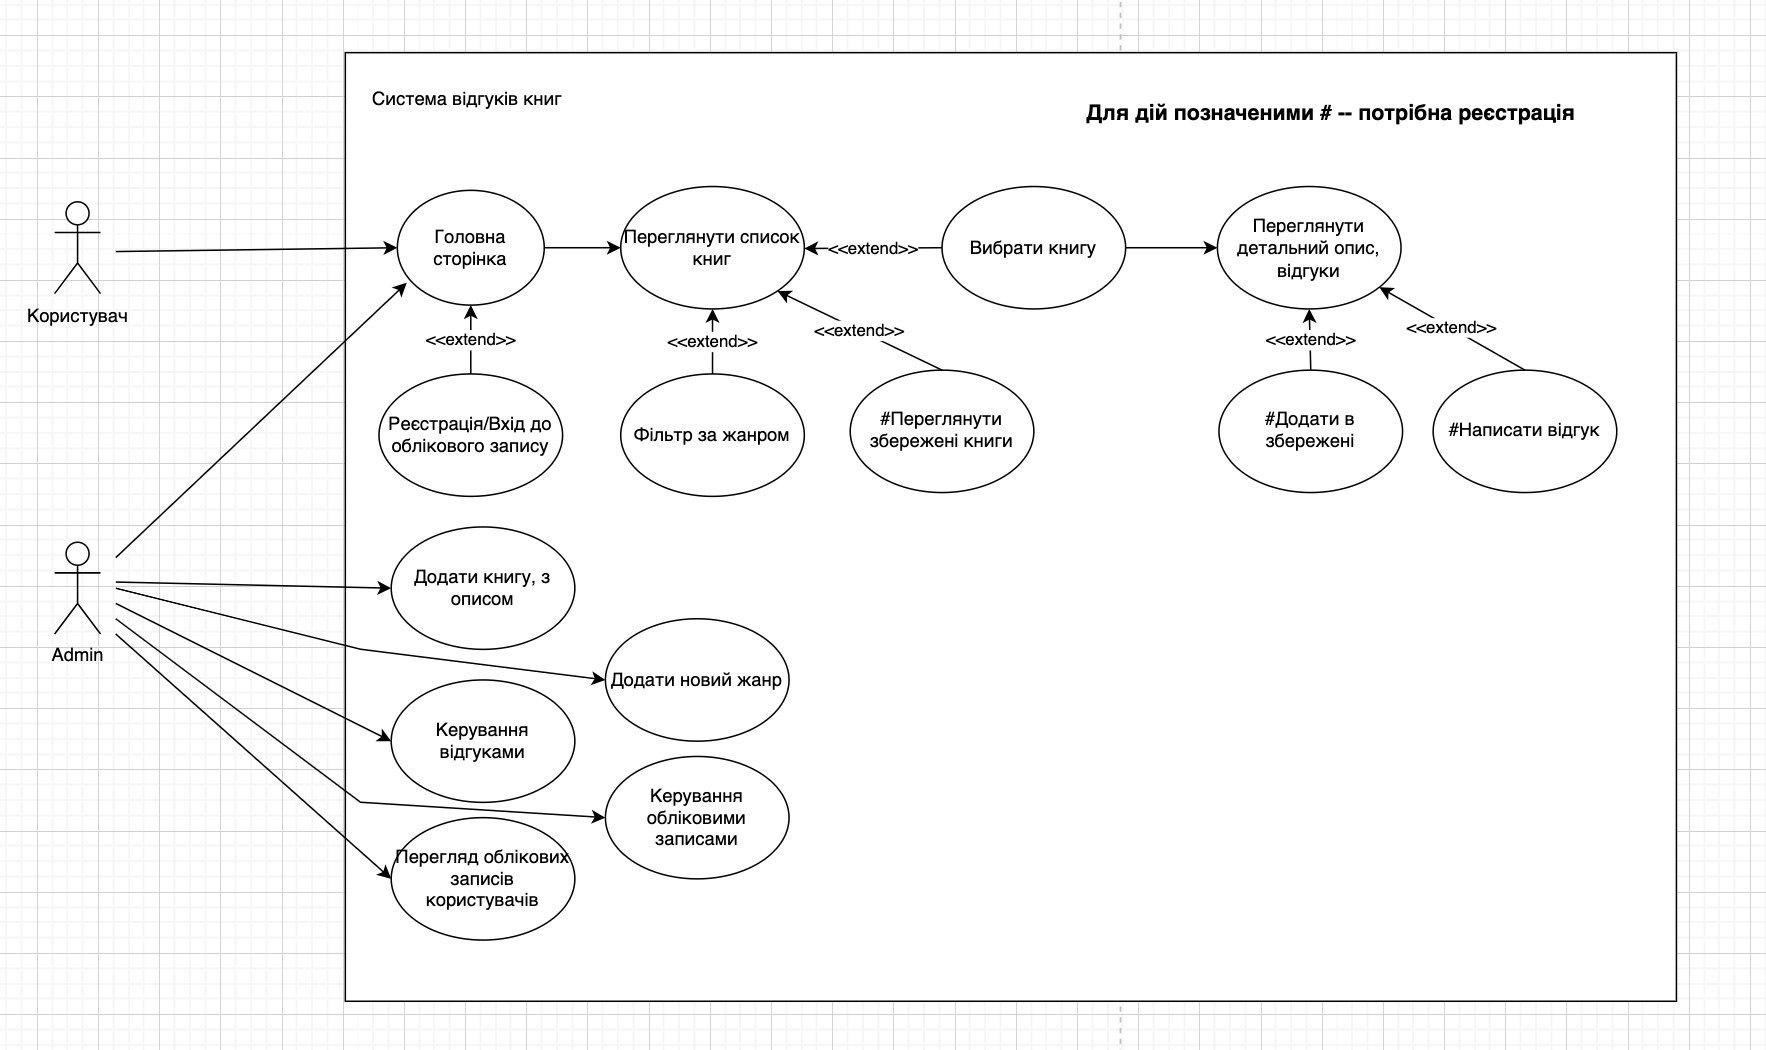 Система відгуків книг
Для дій позначеними # -- потрібна реєстрація
Користувач
Головна
сторінка
Переглянути список
книг
<<extend>>
Вибрати книгу
Переглянути
детальний опис,
відгуки
<<extend>>
<<extend>>
<<extend>>
<<extend>>
<<extend>>
Реєстрація/Вхід до
облікового запису
Фільтр за жанром
#Переглянути
збережені книги
#Додати в
збережені
#Написати відгук
Admin
Додати книгу, з
описом
Додати новий жанр
Керування
відгуками
Керування
обліковими
записами
Перегляд облікових
записів
користувачів